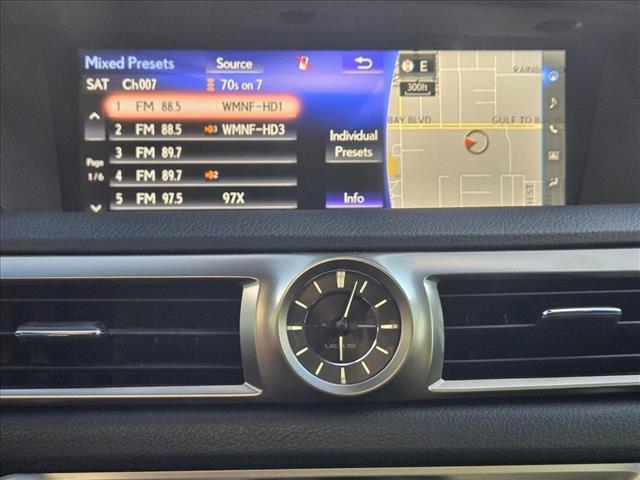 Mixed Presets Source
SAT Ch007 70s on 7
1 FM 88.5 WMNF-HD1
2 FM 88.5 3 WMNF-HD3
3 FM 89.7
4 FM 89.7 2
5 FM 97.5 97X
Page
1/6
Individual
Presets
Info
E
300ft
BAY BLVD
GULF TO BAY
LEXUS